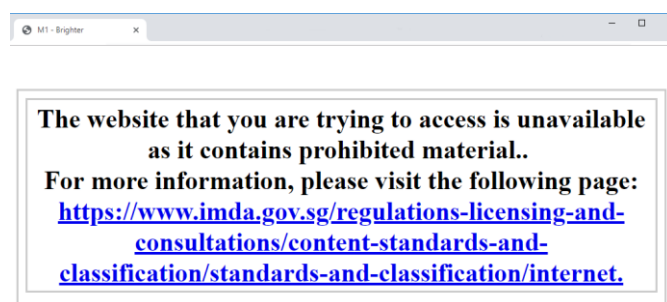 M1 - Brighter
The website that you are trying to access is unavailable
as it contains prohibited material..
For more information, please visit the following page:
https://www.imda.gov.sg/regulations-licensing-and-
consultations/content-standards-and-
classification/standards-and-classification/internet.